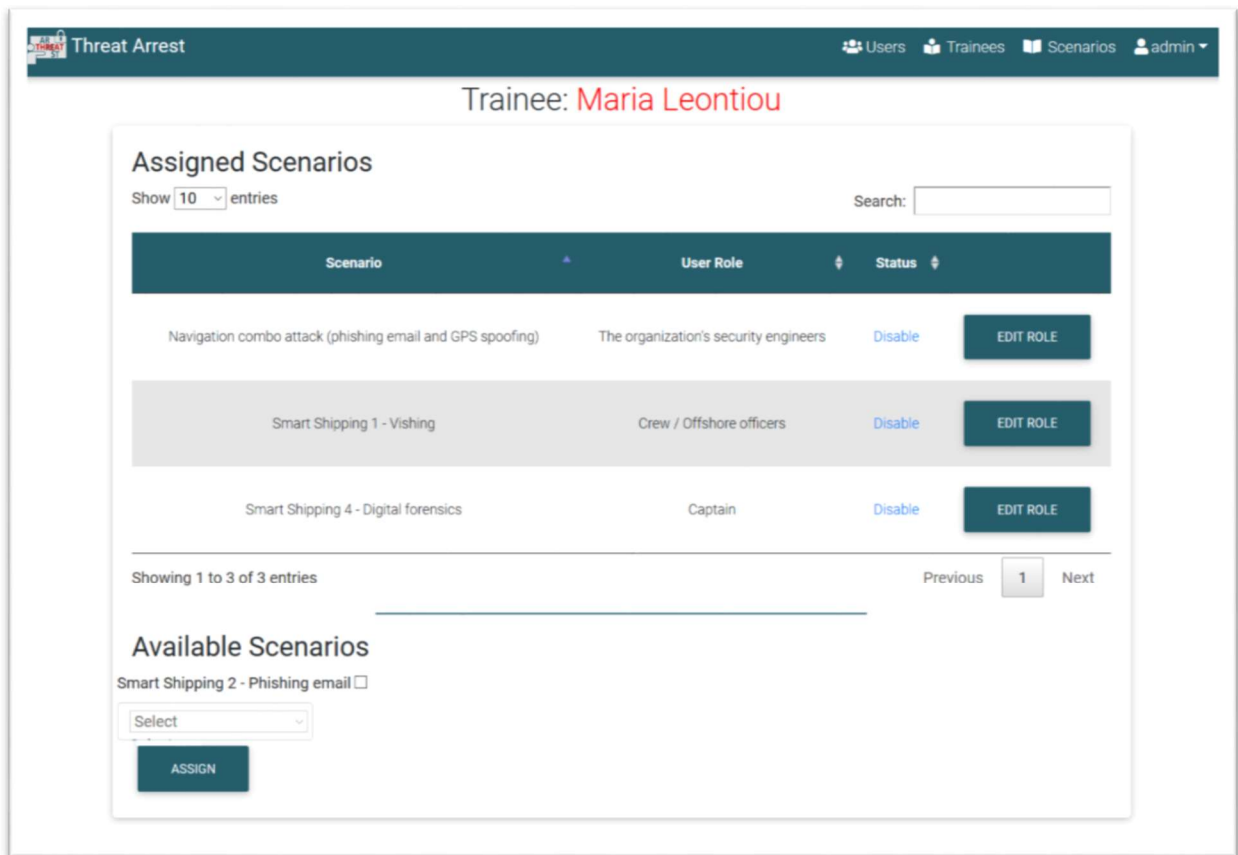 AR
THREAT
ST
Threat Arrest
Users
Trainees
Scenarios
admin
Trainee: Maria Leontiou
Assigned Scenarios
Show 10 entries
Search:
Scenario User Role Status
Navigation combo attack (phishing email and GPS spoofing) The organization's security engineers Disable EDIT ROLE
Smart Shipping 1 - Vishing Crew / Offshore officers Disable EDIT ROLE
Smart Shipping 4 - Digital forensics Captain Disable EDIT ROLE
Showing 1 to 3 of 3 entries
Previous 1 Next
Available Scenarios
Smart Shipping 2 - Phishing email
Select
ASSIGN